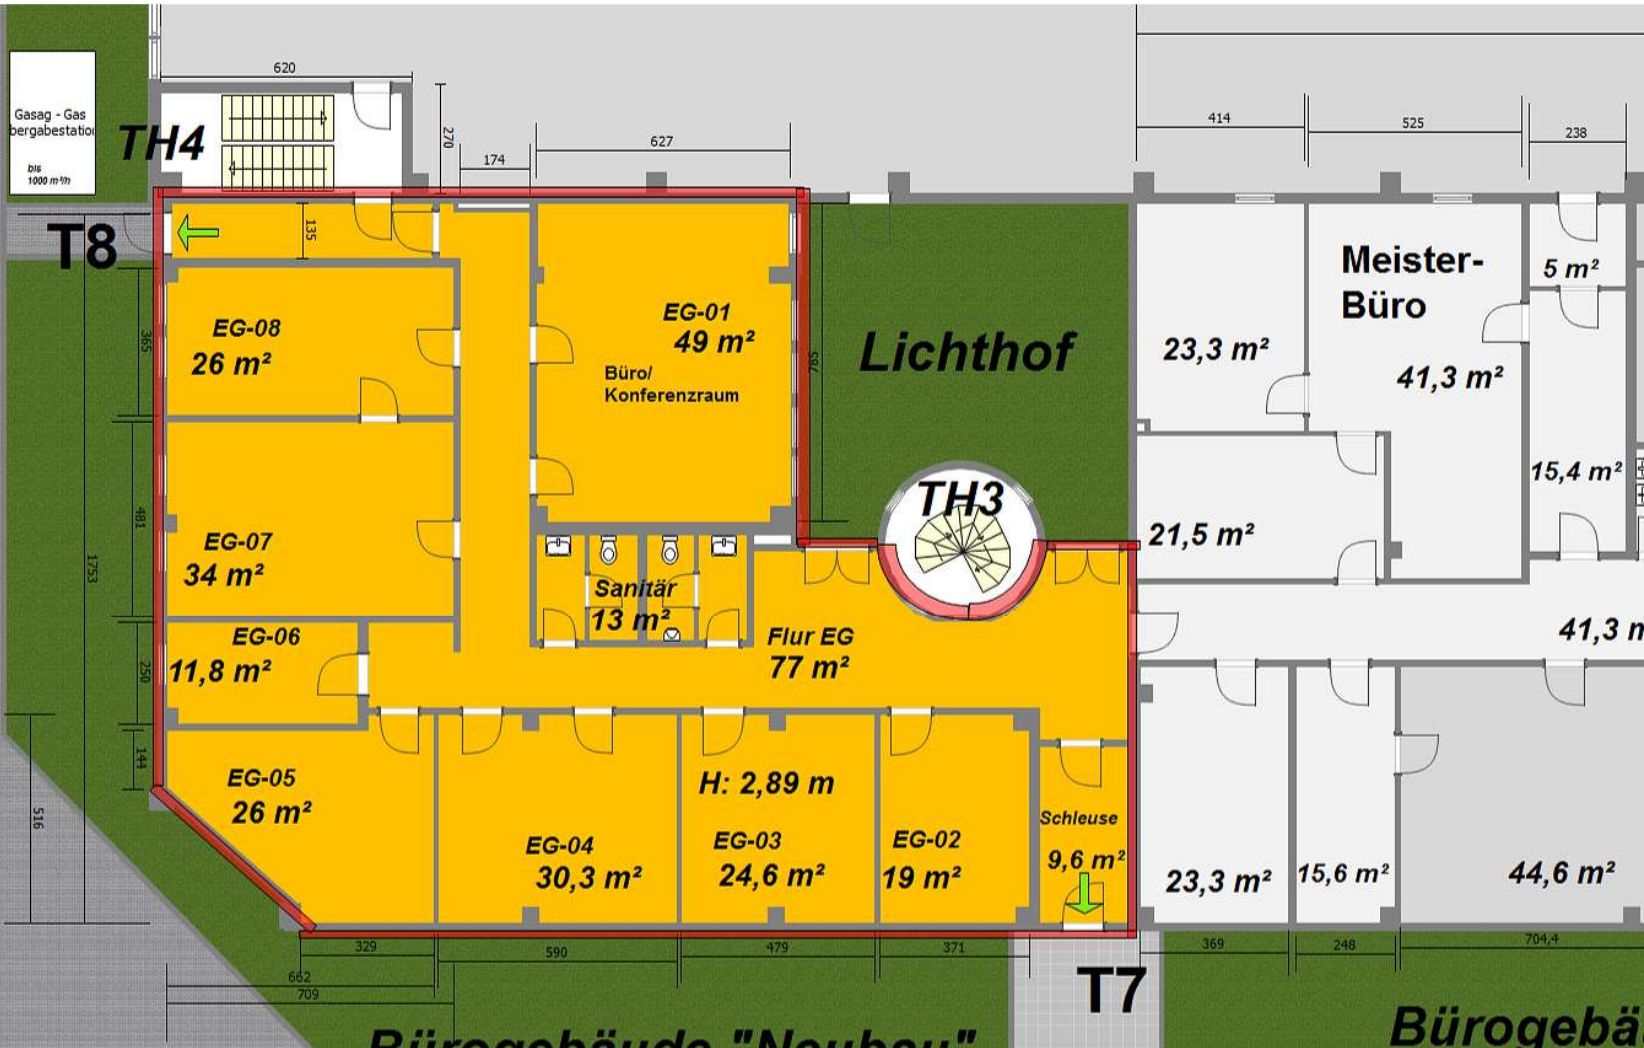 620
Gasag - Gas
bergabestation
bis
1000 m³/h
TH4
270
174
627
414
525
238
T8
135
EG-08
26 m²
365
EG-01
49 m²
Büro/
Konferenzraum
785
Lichthof
23,3 m²
Meister-
Büro
41,3 m²
5 m²
15,4 m²
TH3
21,5 m²
481
EG-07
34 m²
1753
Sanitär
13 m²
EG-06
11,8 m²
250
Flur EG
77 m²
41,3 m
144
516
EG-05
26 m²
EG-04
30,3 m²
H: 2,89 m
EG-03
24,6 m²
EG-02
19 m²
Schleuse
9,6 m²
23,3 m²
15,6 m²
44,6 m²
329
590
479
371
369
248
704,4
662
709
T7
Bürogebäude "Neubau"
Bürogebä